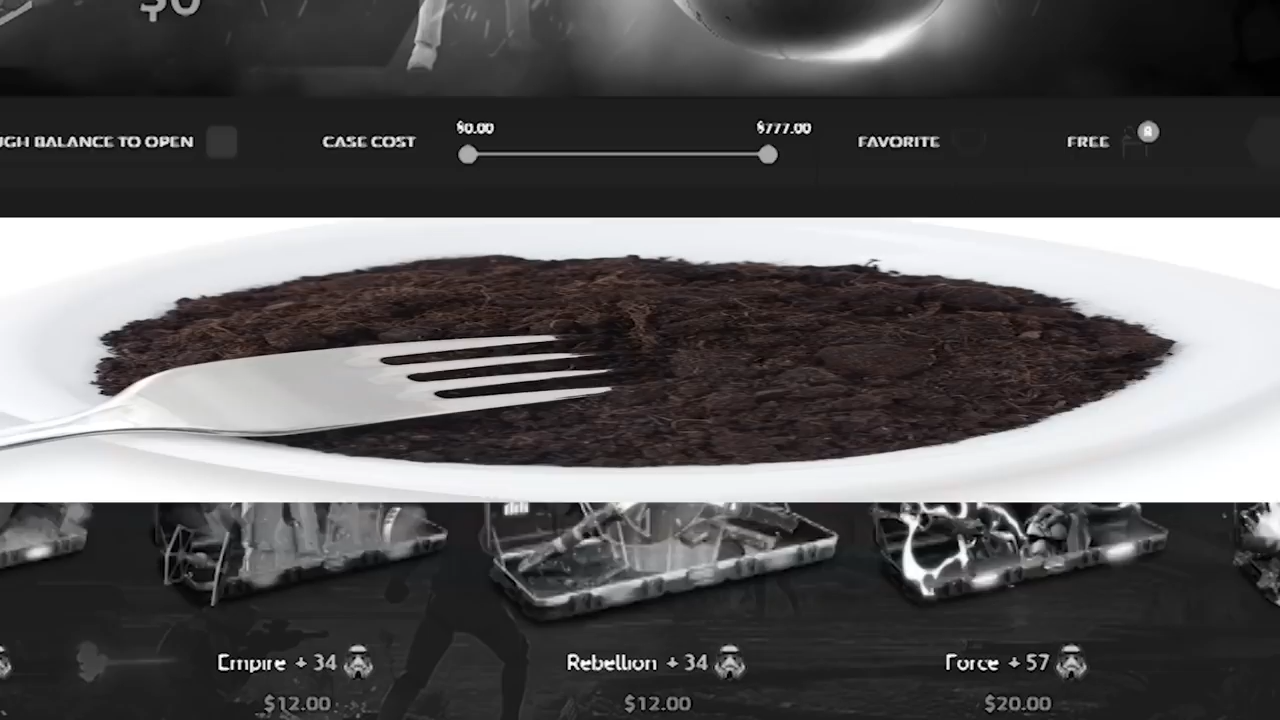 $0
BALANCE TO OPEN
CASE COST
$0.00
$777.00
FAVORITE
FREE
Empire + 34
Rebellion + 34
Force + 57
$12.00
$12.00
$20.00